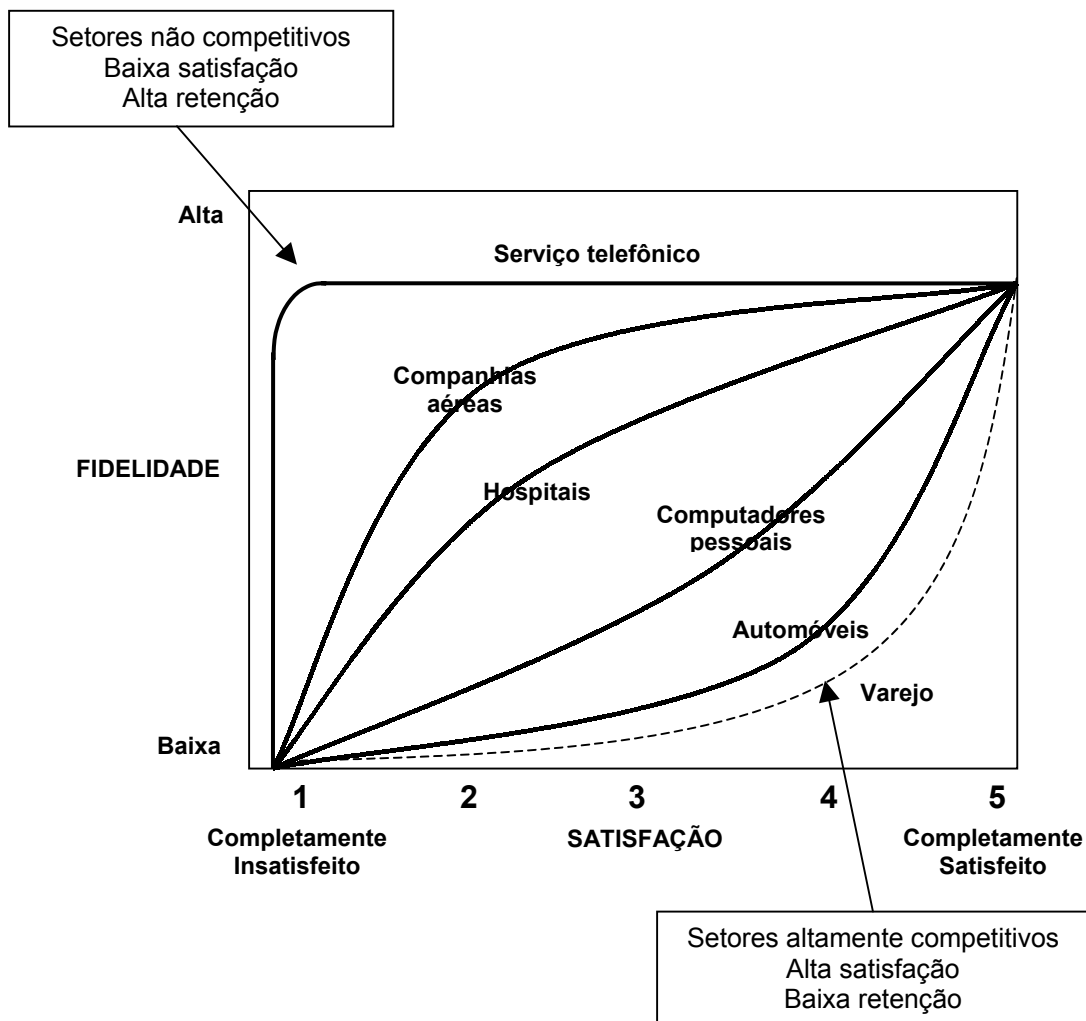 Setores não competitivos
Baixa satisfação
Alta retenção
Alta
Serviço telefônico
Companhias
aéreas
FIDELIDADE
Hospitais
Computadores
pessoais
Automóveis
Varejo
Baixa
1 2 3 4 5
Completamente
Insatisfeito
SATISFAÇÃO
Completamente
Satisfeito
Setores altamente competitivos
Alta satisfação
Baixa retenção